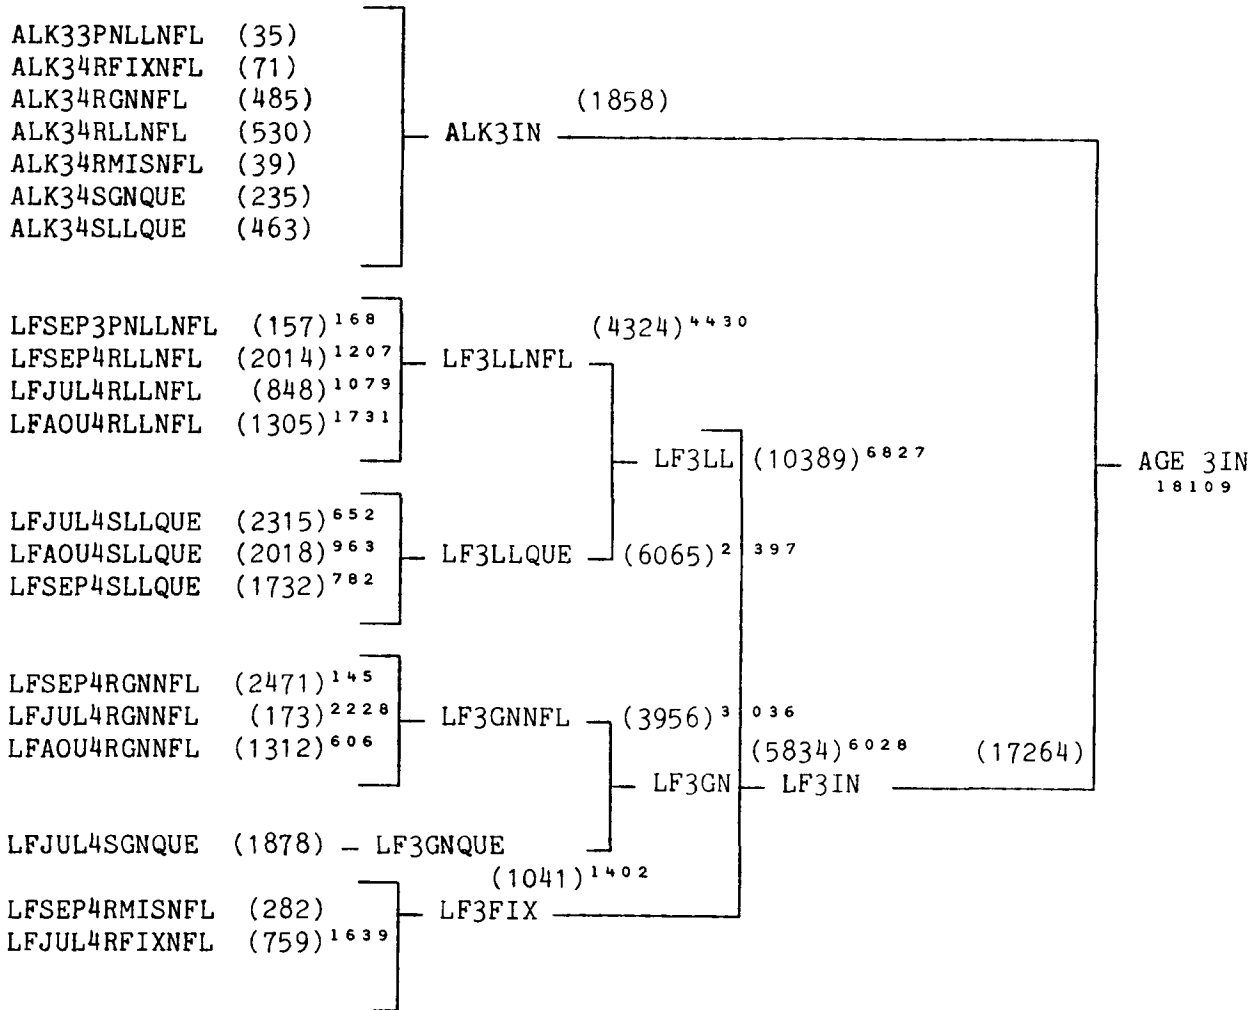 ALK33PNLLNFL (35)
ALK34RFIXNFL (71)
ALK34RGNNFL (485) (1858)
ALK34RLLNFL (530) ALK3IN
ALK34RMISNFL (39)
ALK34SGNQUE (235)
ALK34SLLQUE (463)
LFSEP3PNLLNFL (157)168 (4324)4430
LFSEP4RLLNFL (2014)1207 LF3LLNFL
LFJUL4RLLNFL (848)1079
LFAOU4RLLNFL (1305)1731
LF3LL (10389)6827 AGE 3IN
18109
LFJUL4SLLQUE (2315)652
LFAOU4SLLQUE (2018)963 LF3LLQUE (6065)2397
LFSEP4SLLQUE (1732)782
LFSEP4RGNNFL (2471)145
LFJUL4RGNNFL (173)2228 LF3GNNFL (3956)3036
LFAOU4RGNNFL (1312)606 (5834)6028 (17264)
LF3GN LF3IN
LFJUL4SGNQUE (1878) LF3GNQUE
(1041)1402
LFSEP4RMISNFL (282) LF3FIX
LFJUL4RFIXNFL (759)1639